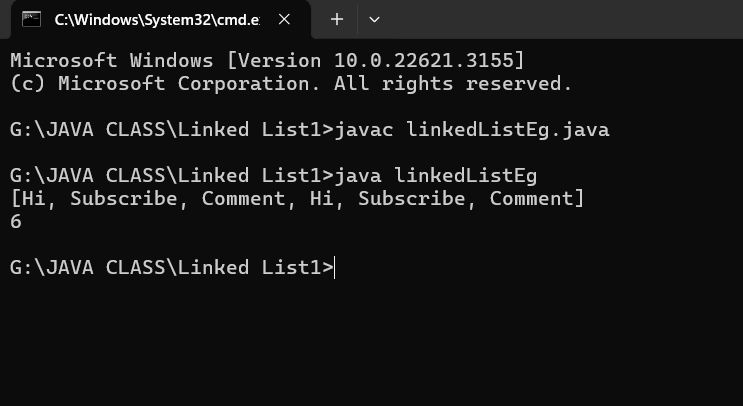 C:\Windows\System32\cmd.e
Microsoft Windows [Version 10.0.22621.3155]
(c) Microsoft Corporation. All rights reserved.
G:\JAVA CLASS\Linked List1>javac linkedListEg.java
G:\JAVA CLASS\Linked List1>java linkedListEg
[Hi, Subscribe, Comment, Hi, Subscribe, Comment]
6
G:\JAVA CLASS\Linked List1>